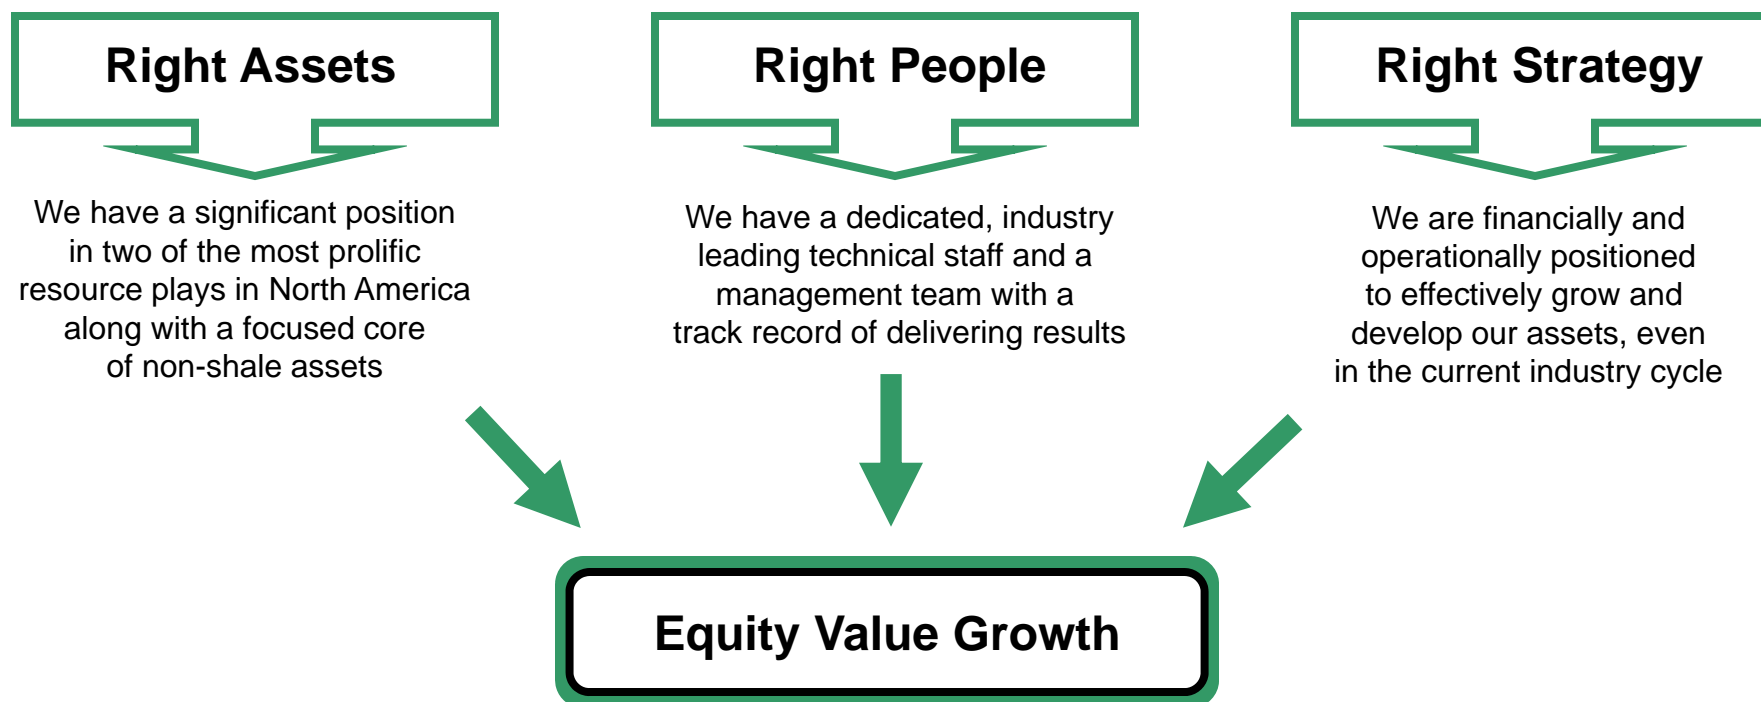 Right Assets
We have a significant position
in two of the most prolific
resource plays in North America
along with a focused core
of non-shale assets
Right People
We have a dedicated, industry
leading technical staff and a
management team with a
track record of delivering results
Right Strategy
We are financially and
operationally positioned
to effectively grow and
develop our assets, even
in the current industry cycle
Equity Value Growth